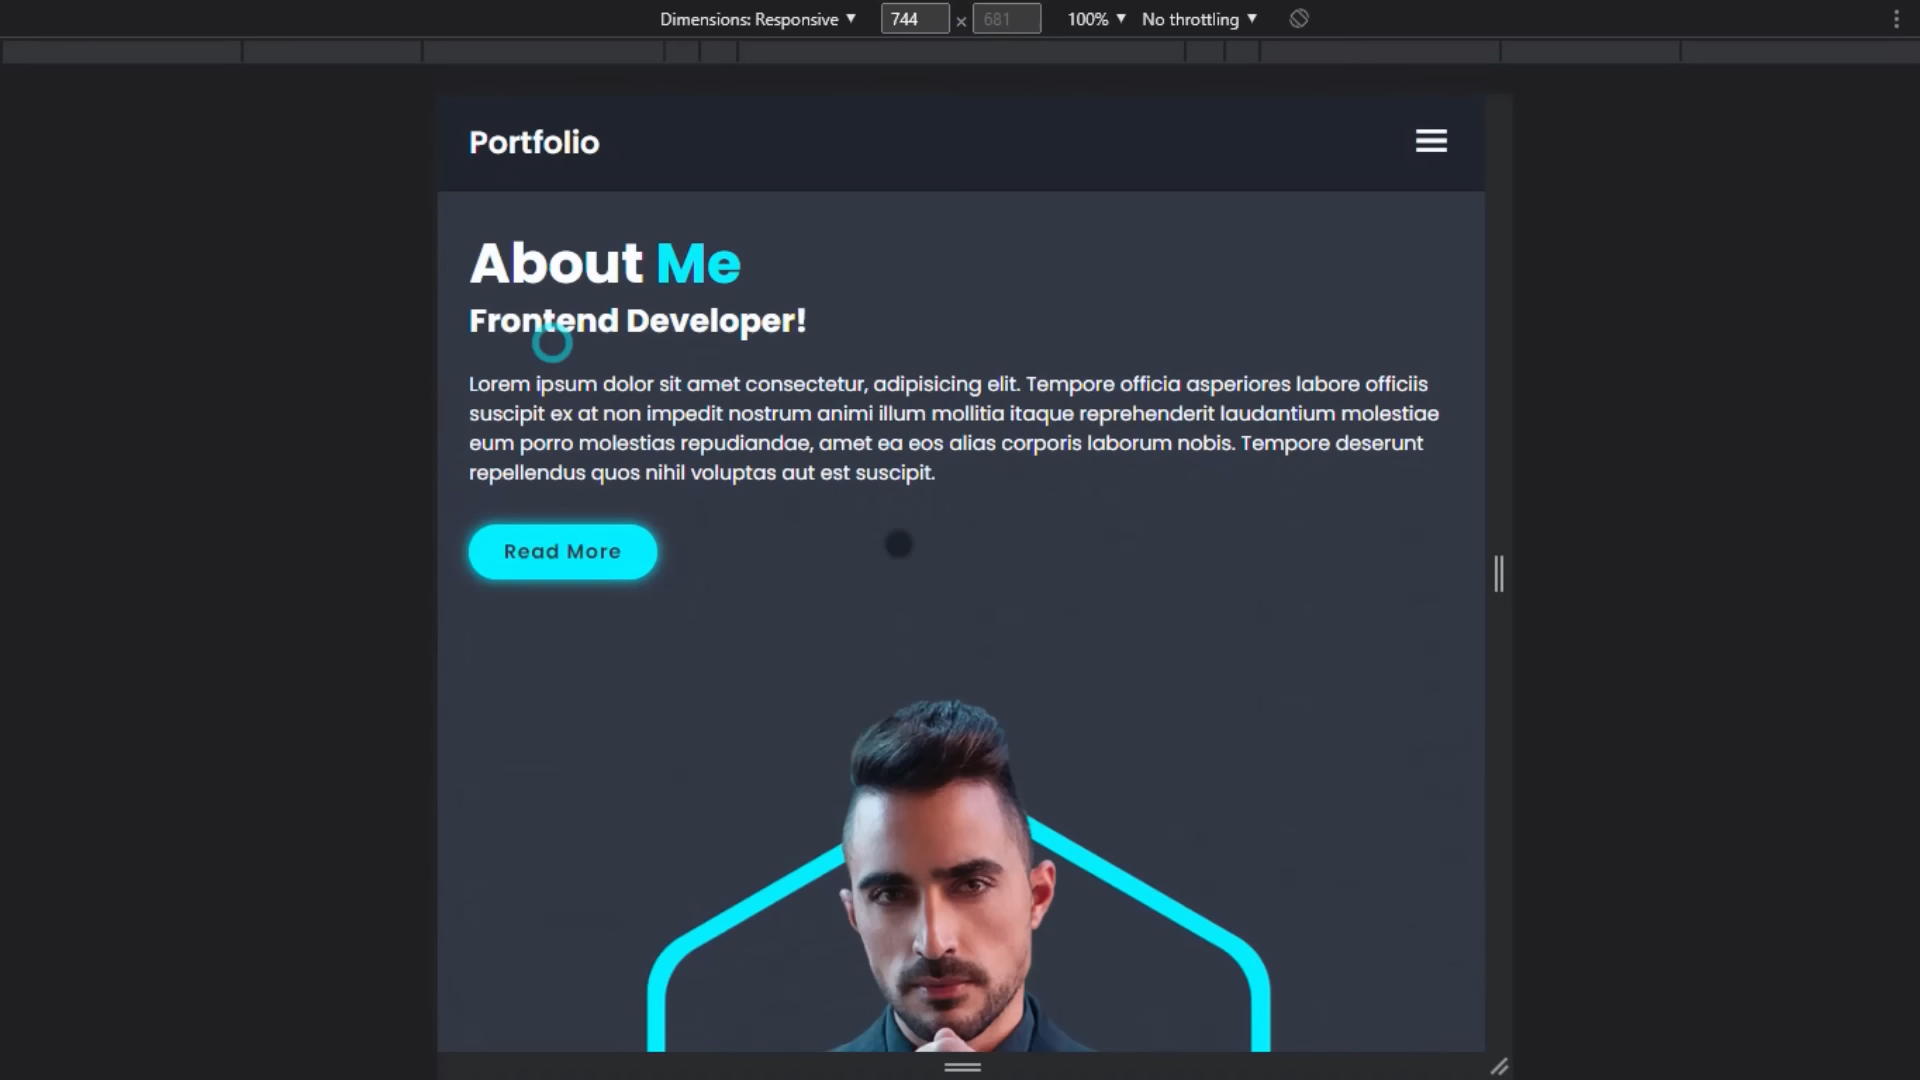 Dimensions: Responsive ▼ 744 × 681 100% ▼ No throttling ▼
Portfolio
About Me
Frontend Developer!
Lorem ipsum dolor sit amet consectetur, adipisicing elit. Tempore officia asperiores labore officiis
suscipit ex at non impedit nostrum animi illum mollitia itaque reprehenderit laudantium molestiae
eum porro molestias repudiandae, amet ea eos alias corporis laborum nobis. Tempore deserunt
repellendus quos nihil voluptas aut est suscipit.
Read More